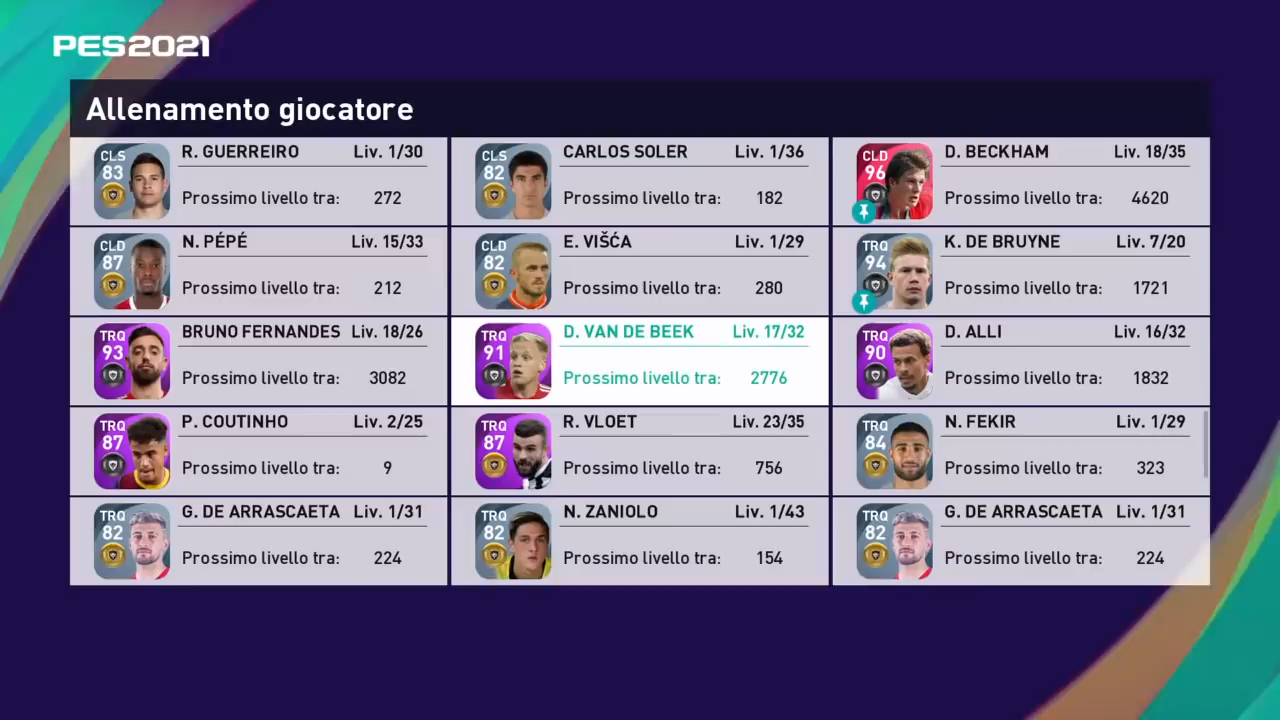 PES2021
Allenamento giocatore
CLS 83 R. GUERREIRO Liv. 1/30
Prossimo livello tra: 272
CLS 82 CARLOS SOLER Liv. 1/36
Prossimo livello tra: 182
CLD 96 D. BECKHAM Liv. 18/35
Prossimo livello tra: 4620
CLD 87 N. PÉPÉ Liv. 15/33
Prossimo livello tra: 212
CLD 82 E. VIŠĆA Liv. 1/29
Prossimo livello tra: 280
TRQ 94 K. DE BRUYNE Liv. 7/20
Prossimo livello tra: 1721
TRQ 93 BRUNO FERNANDES Liv. 18/26
Prossimo livello tra: 3082
TRQ 91 D. VAN DE BEEK Liv. 17/32
Prossimo livello tra: 2776
TRQ 90 D. ALLI Liv. 16/32
Prossimo livello tra: 1832
TRQ 87 P. COUTINHO Liv. 2/25
Prossimo livello tra: 9
TRQ 87 R. VLOET Liv. 23/35
Prossimo livello tra: 756
TRQ 84 N. FEKIR Liv. 1/29
Prossimo livello tra: 323
TRQ 82 G. DE ARRASCAETA Liv. 1/31
Prossimo livello tra: 224
TRQ 82 N. ZANIOLO Liv. 1/43
Prossimo livello tra: 154
TRQ 82 G. DE ARRASCAETA Liv. 1/31
Prossimo livello tra: 224